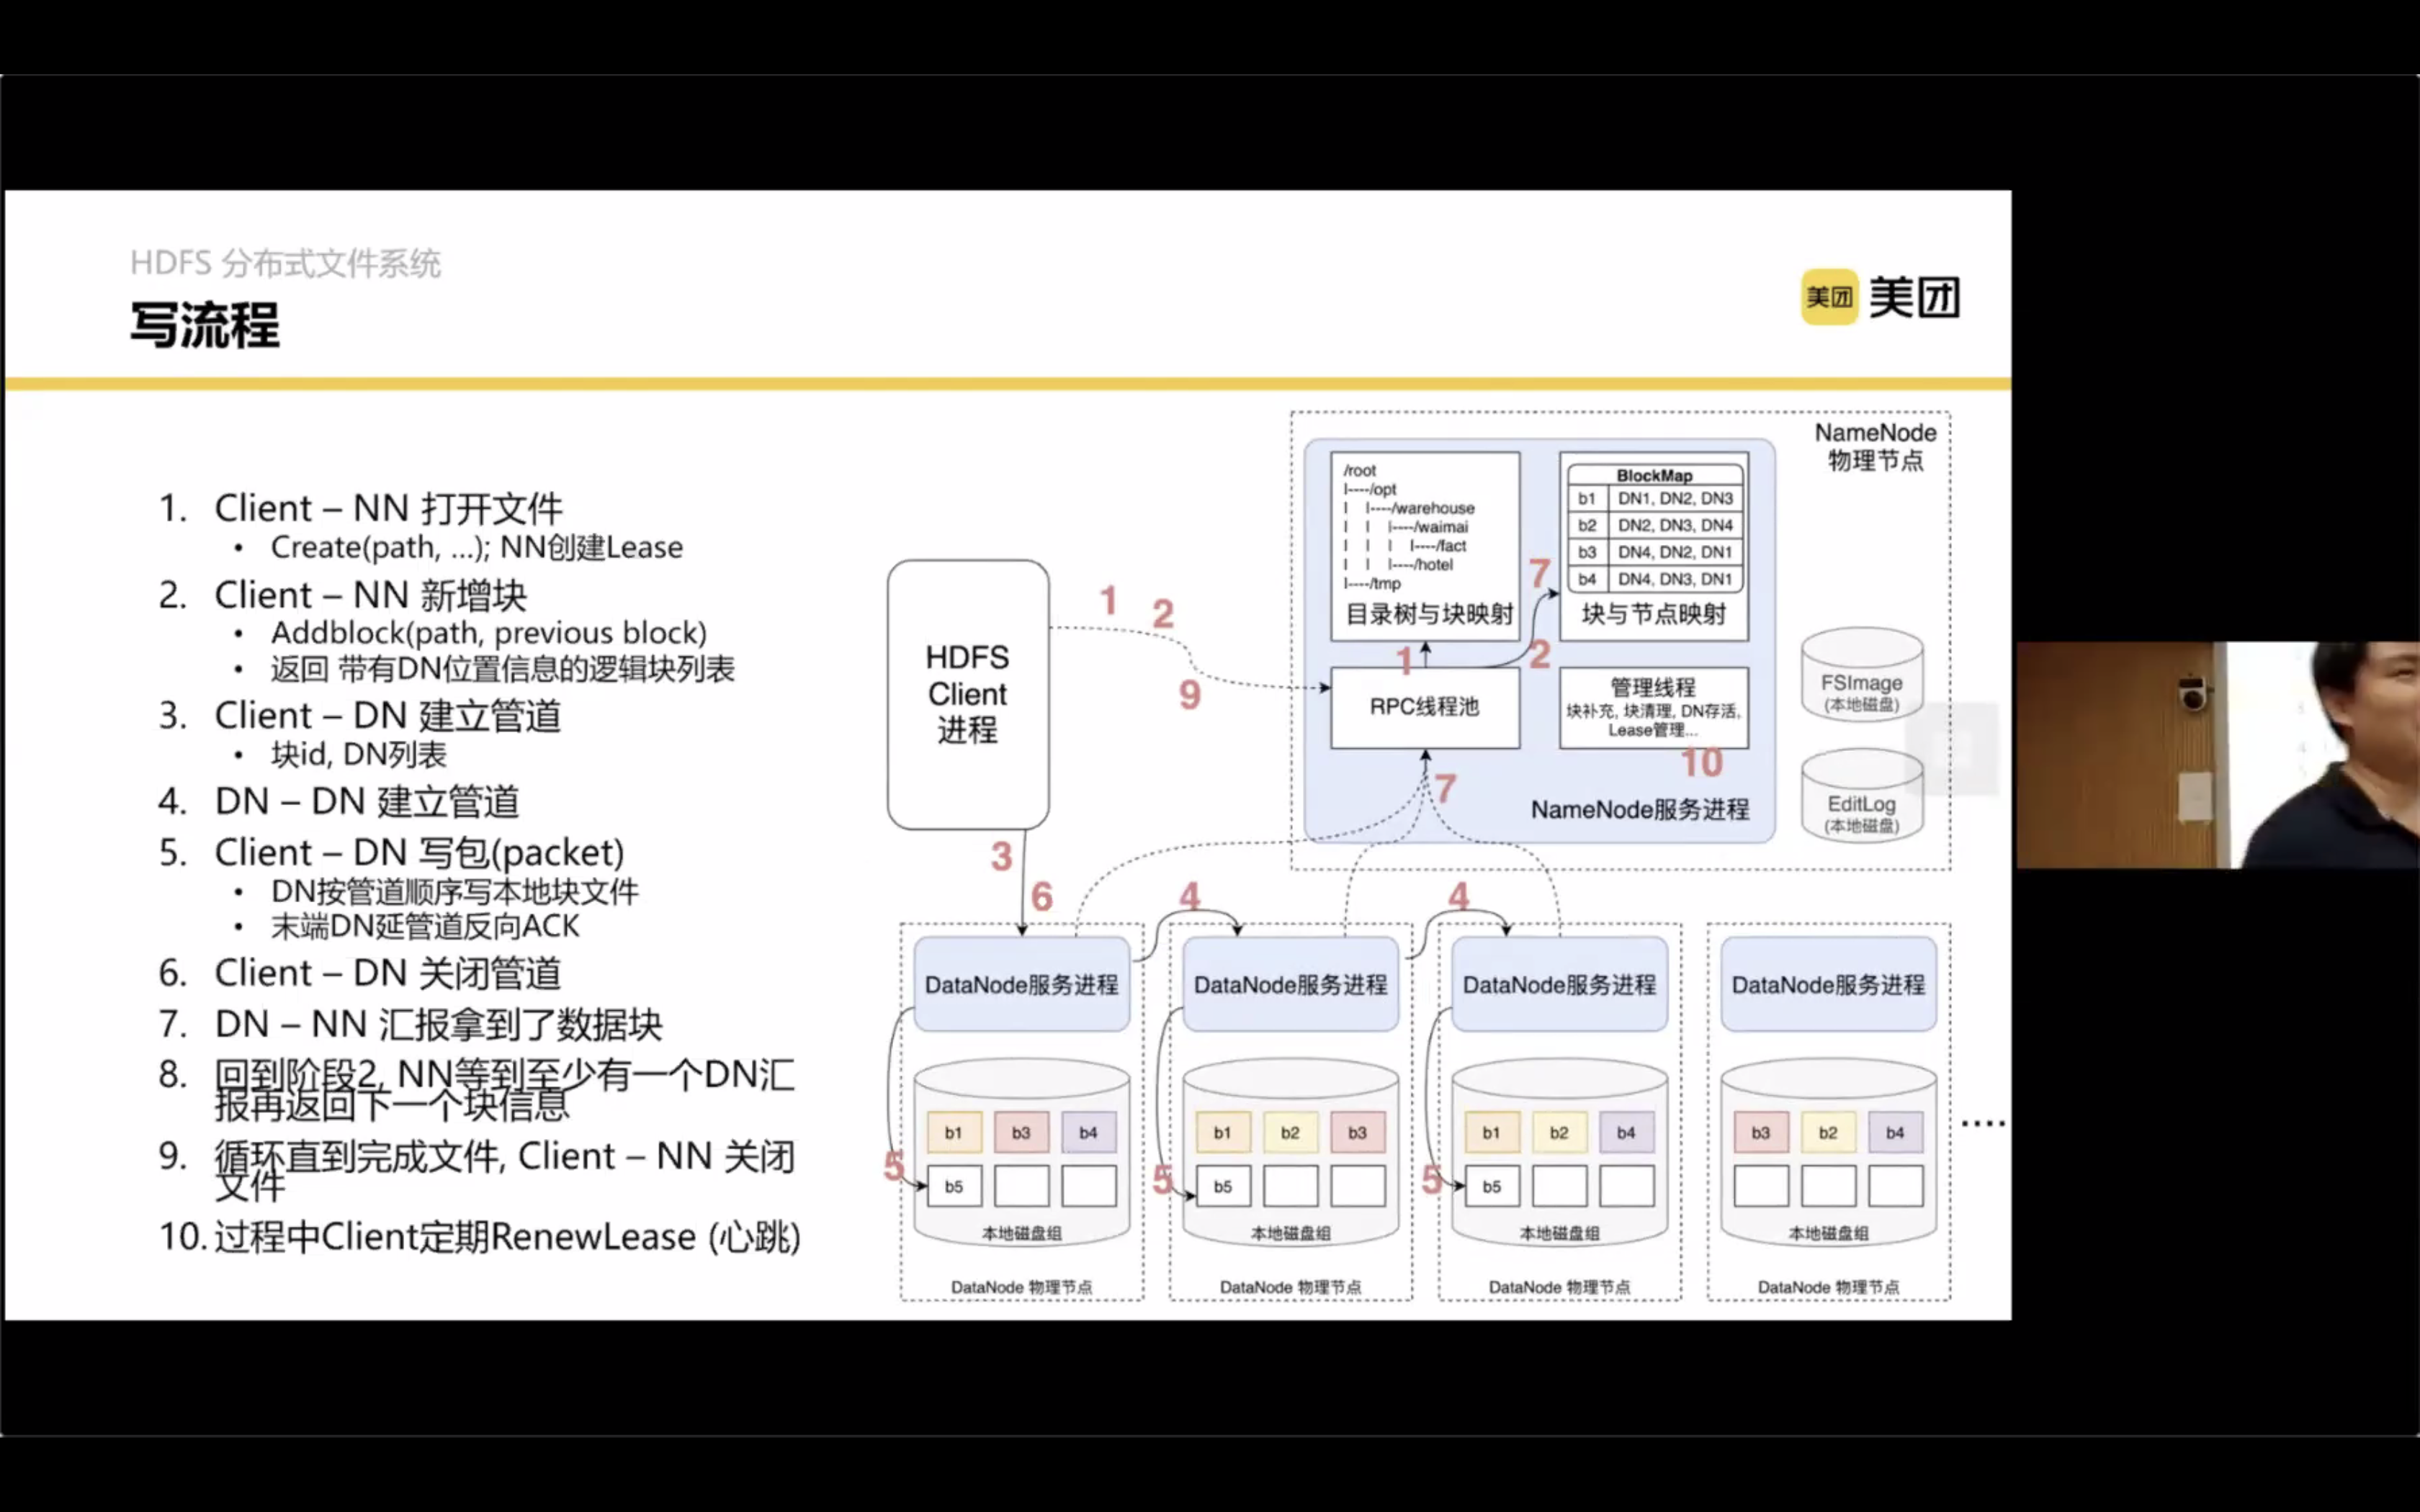 HDFS 分布式文件系统
写流程
美团 美团
1. Client – NN 打开文件
• Create(path, ...); NN创建Lease
2. Client – NN 新增块
• Addblock(path, previous block)
• 返回 带有DN位置信息的逻辑块列表
3. Client – DN 建立管道
• 块id, DN列表
4. DN – DN 建立管道
5. Client – DN 写包(packet)
• DN按管道顺序写本地块文件
• 末端DN延管道反向ACK
6. Client – DN 关闭管道
7. DN – NN 汇报拿到了数据块
8. 回到阶段2, NN等到至少有一个DN汇
报再返回下一个块信息
9. 循环直到完成文件, Client – NN 关闭
文件
10. 过程中Client定期RenewLease (心跳)
HDFS
Client
进程
1 2
9
3
6
NameNode
物理节点
/root
|----/opt
| |----/warehouse
| | |----/waimai
| | | |----/fact
| | |----/hotel
|----/tmp
目录树与块映射
7
BlockMap
b1 DN1, DN2, DN3
b2 DN2, DN3, DN4
b3 DN4, DN2, DN1
b4 DN4, DN3, DN1
块与节点映射
1
2
RPC线程池
管理线程
块补充, 块清理, DN存活,
Lease管理...
10
7
NameNode服务进程
FSImage
(本地磁盘)
EditLog
(本地磁盘)
4
4
DataNode服务进程
b1 b3 b4
5
b5
本地磁盘组
DataNode 物理节点
DataNode服务进程
b1 b2 b3
5
b5
本地磁盘组
DataNode 物理节点
DataNode服务进程
b1 b2 b4
5
b5
本地磁盘组
DataNode 物理节点
DataNode服务进程
b3 b2 b4
本地磁盘组
DataNode 物理节点
....